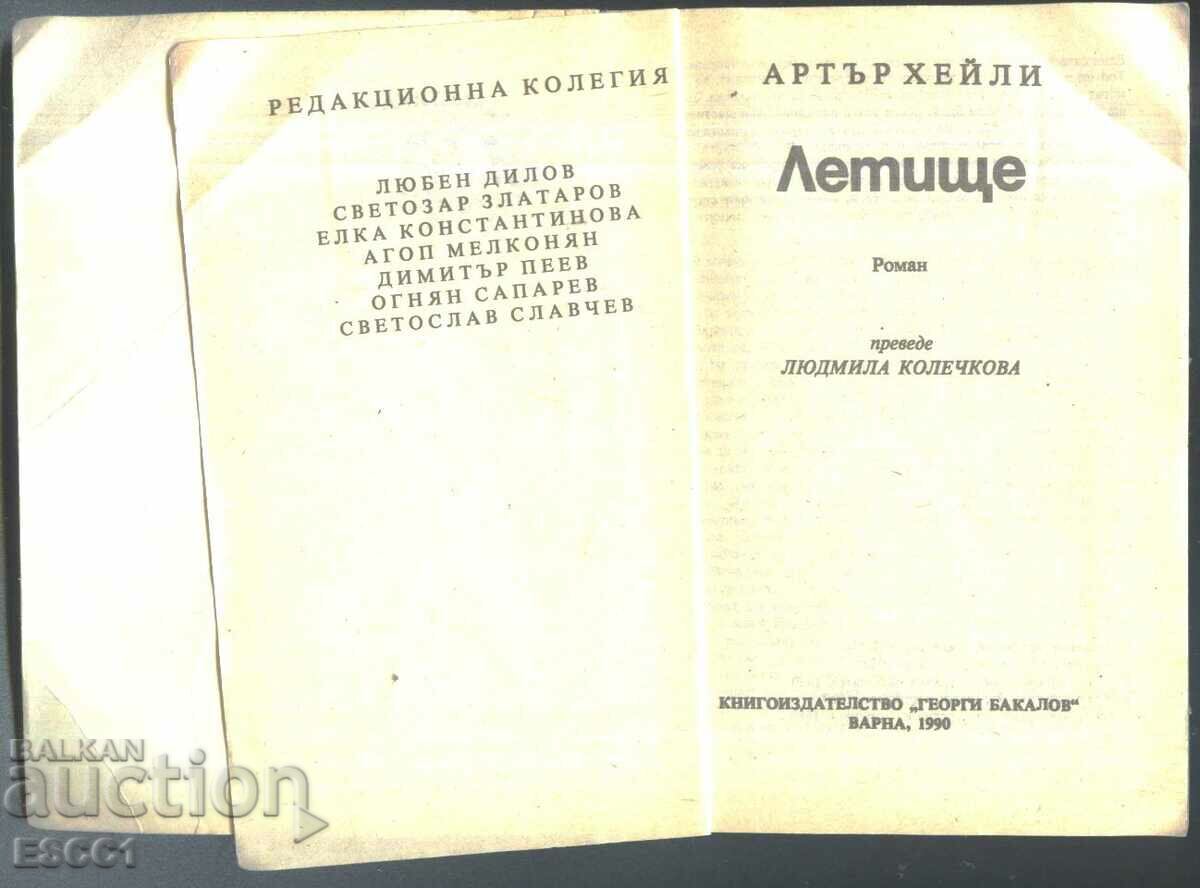 РЕДАКЦИОННА КОЛЕГИЯ
ЛЮБЕН ДИЛОВ
СВЕТОЗАР ЗЛАТАРОВ
ЕЛКА КОНСТАНТИНОВА
АГОП МЕЛКОНЯН
ДИМИТЪР ПЕЕВ
ОГНЯН САПАРЕВ
СВЕТОСЛАВ СЛАВЧЕВ
АРТЪР ХЕЙЛИ
Летище
Роман
преведе
ЛЮДМИЛА КОЛЕЧКОВА
КНИГОИЗДАТЕЛСТВО „ГЕОРГИ БАКАЛОВ“
ВАРНА, 1990
BALKAN
auction
ESCC1